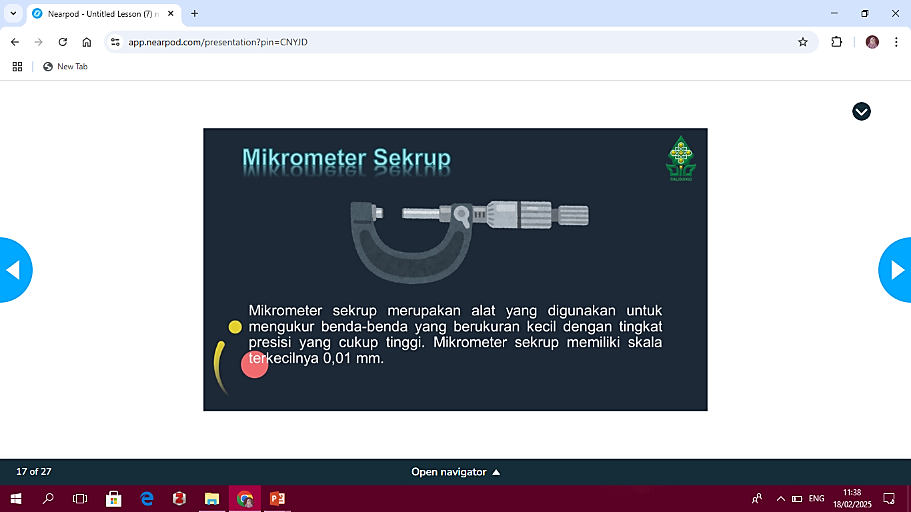 Nearpod - Untitled Lesson (7) n
app.nearpod.com/presentation?pin=CNYJD
New Tab
Mikrometer Sekrup
WALISONGO
Mikrometer sekrup merupakan alat yang digunakan untuk
mengukur benda-benda yang berukuran kecil dengan tingkat
presisi yang cukup tinggi. Mikrometer sekrup memiliki skala
terkecilnya 0,01 mm.
17 of 27
Open navigator
ENG
11:38
18/02/2025